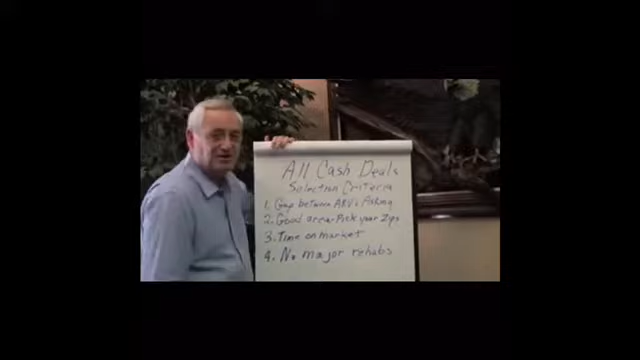 All Cash Deals
Selection Criteria
1. Gap between ARV & Asking
2. Good area-Pick your Zips
3. Time on market
4. No major rehabs